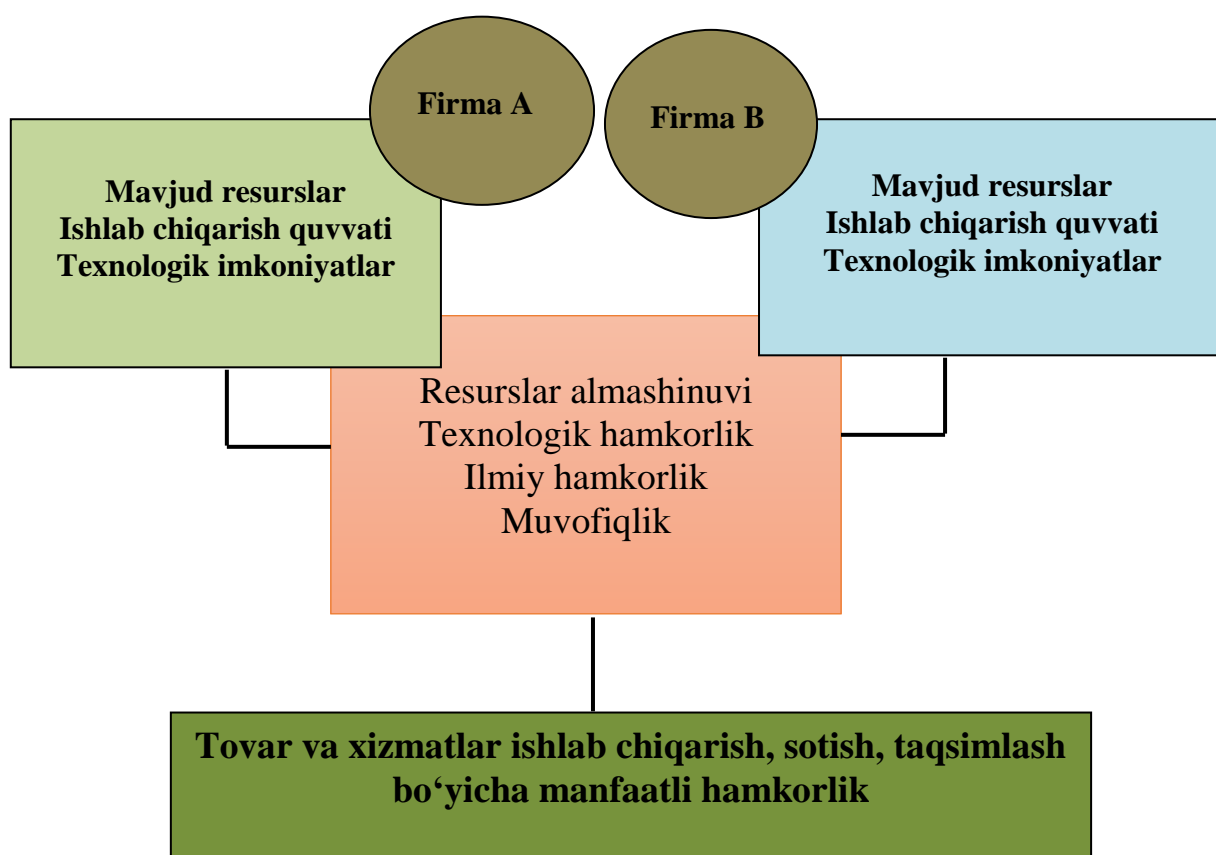 Firma A
Firma B
Mavjud resurslar
Ishlab chiqarish quvvati
Texnologik imkoniyatlar
Mavjud resurslar
Ishlab chiqarish quvvati
Texnologik imkoniyatlar
Resurslar almashinuvi
Texnologik hamkorlik
Ilmiy hamkorlik
Muvofiqlik
Tovar va xizmatlar ishlab chiqarish, sotish, taqsimlash
bo‘yicha manfaatli hamkorlik